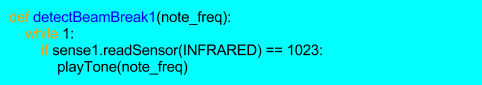 def detectBeamBreak1(note_freq):
    while 1:
        if sense1.readSensor(INFRARED) == 1023:
            playTone(note_freq)